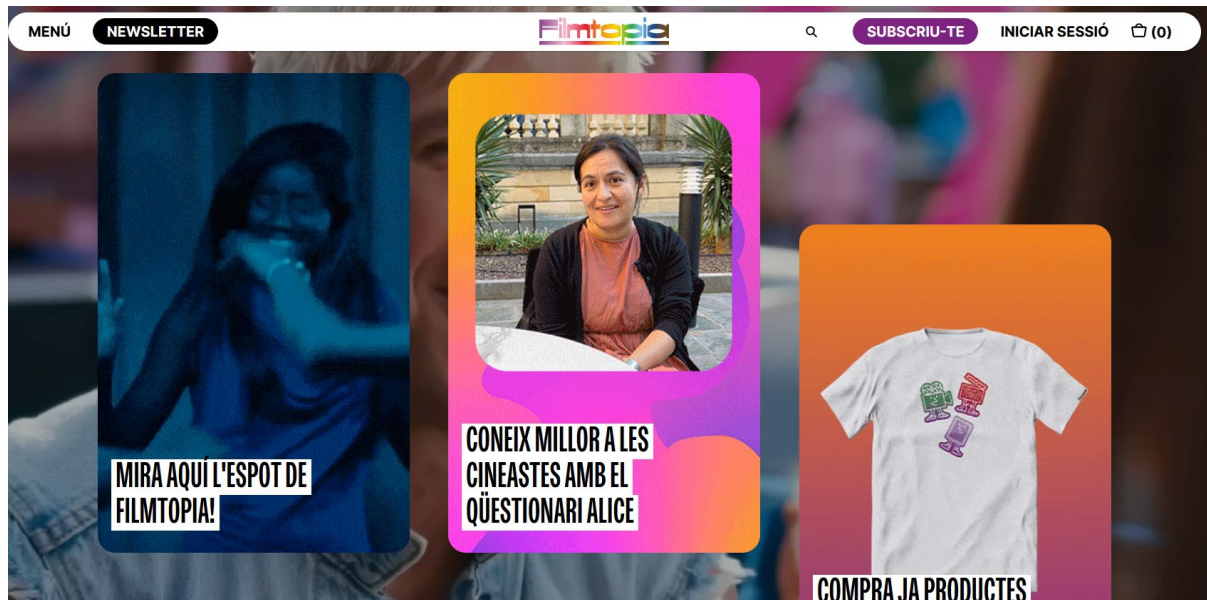 MENÚ
NEWSLETTER
Filmtopia
SUBSCRIU-TE
INICIAR SESSIÓ
(0)
MIRA AQUÍ L'ESPOT DE
FILMTOPIA!
CONEIX MILLOR A LES
CINEASTES AMB EL
QÜESTIONARI ALICE
COMPRA JA PRODUCTES